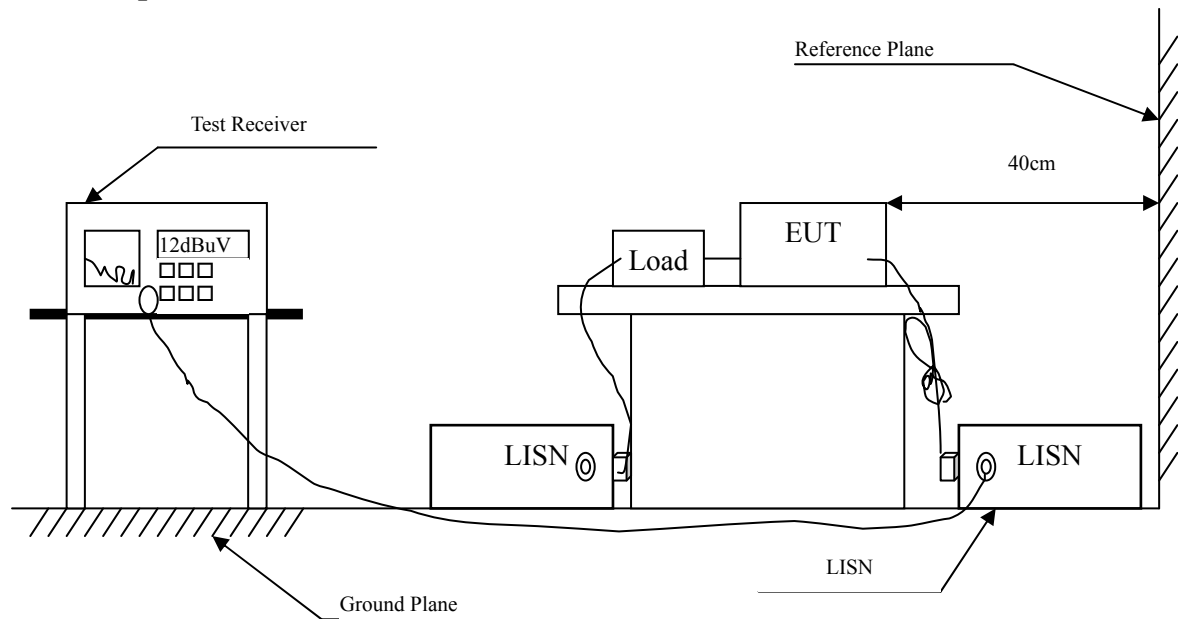 Reference Plane
Test Receiver
40cm
12dBuV
EUT
Load
LISN
LISN
LISN
Ground Plane